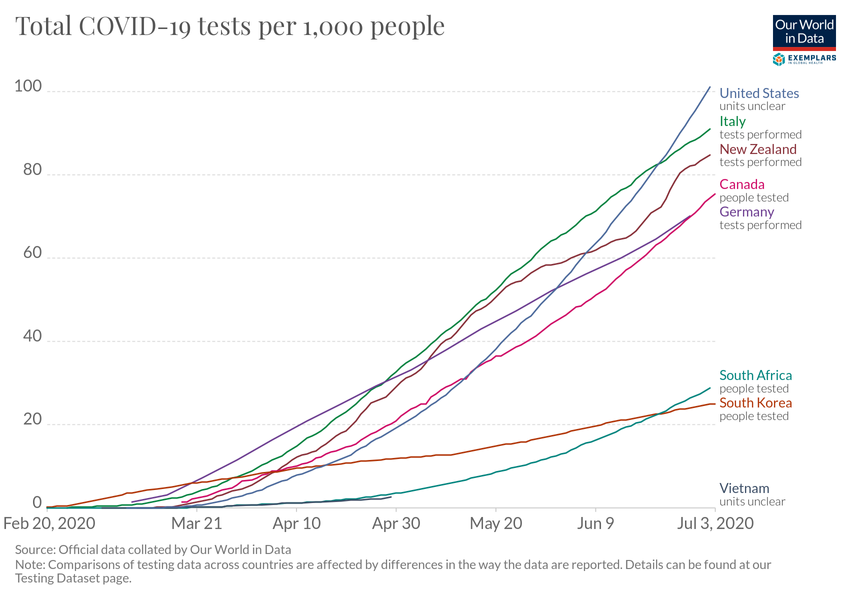 Total COVID-19 tests per 1,000 people
Our World
in Data
EXEMPLARS
IN GLOBAL HEALTH
100
80
60
40
20
0
United States
units unclear
Italy
tests performed
New Zealand
tests performed
Canada
people tested
Germany
tests performed
South Africa
people tested
South Korea
people tested
Vietnam
units unclear
Feb 20, 2020
Mar 21
Apr 10
Apr 30
May 20
Jun 9
Jul 3, 2020
Source: Official data collated by Our World in Data
Note: Comparisons of testing data across countries are affected by differences in the way the data are reported. Details can be found at our
Testing Dataset page.